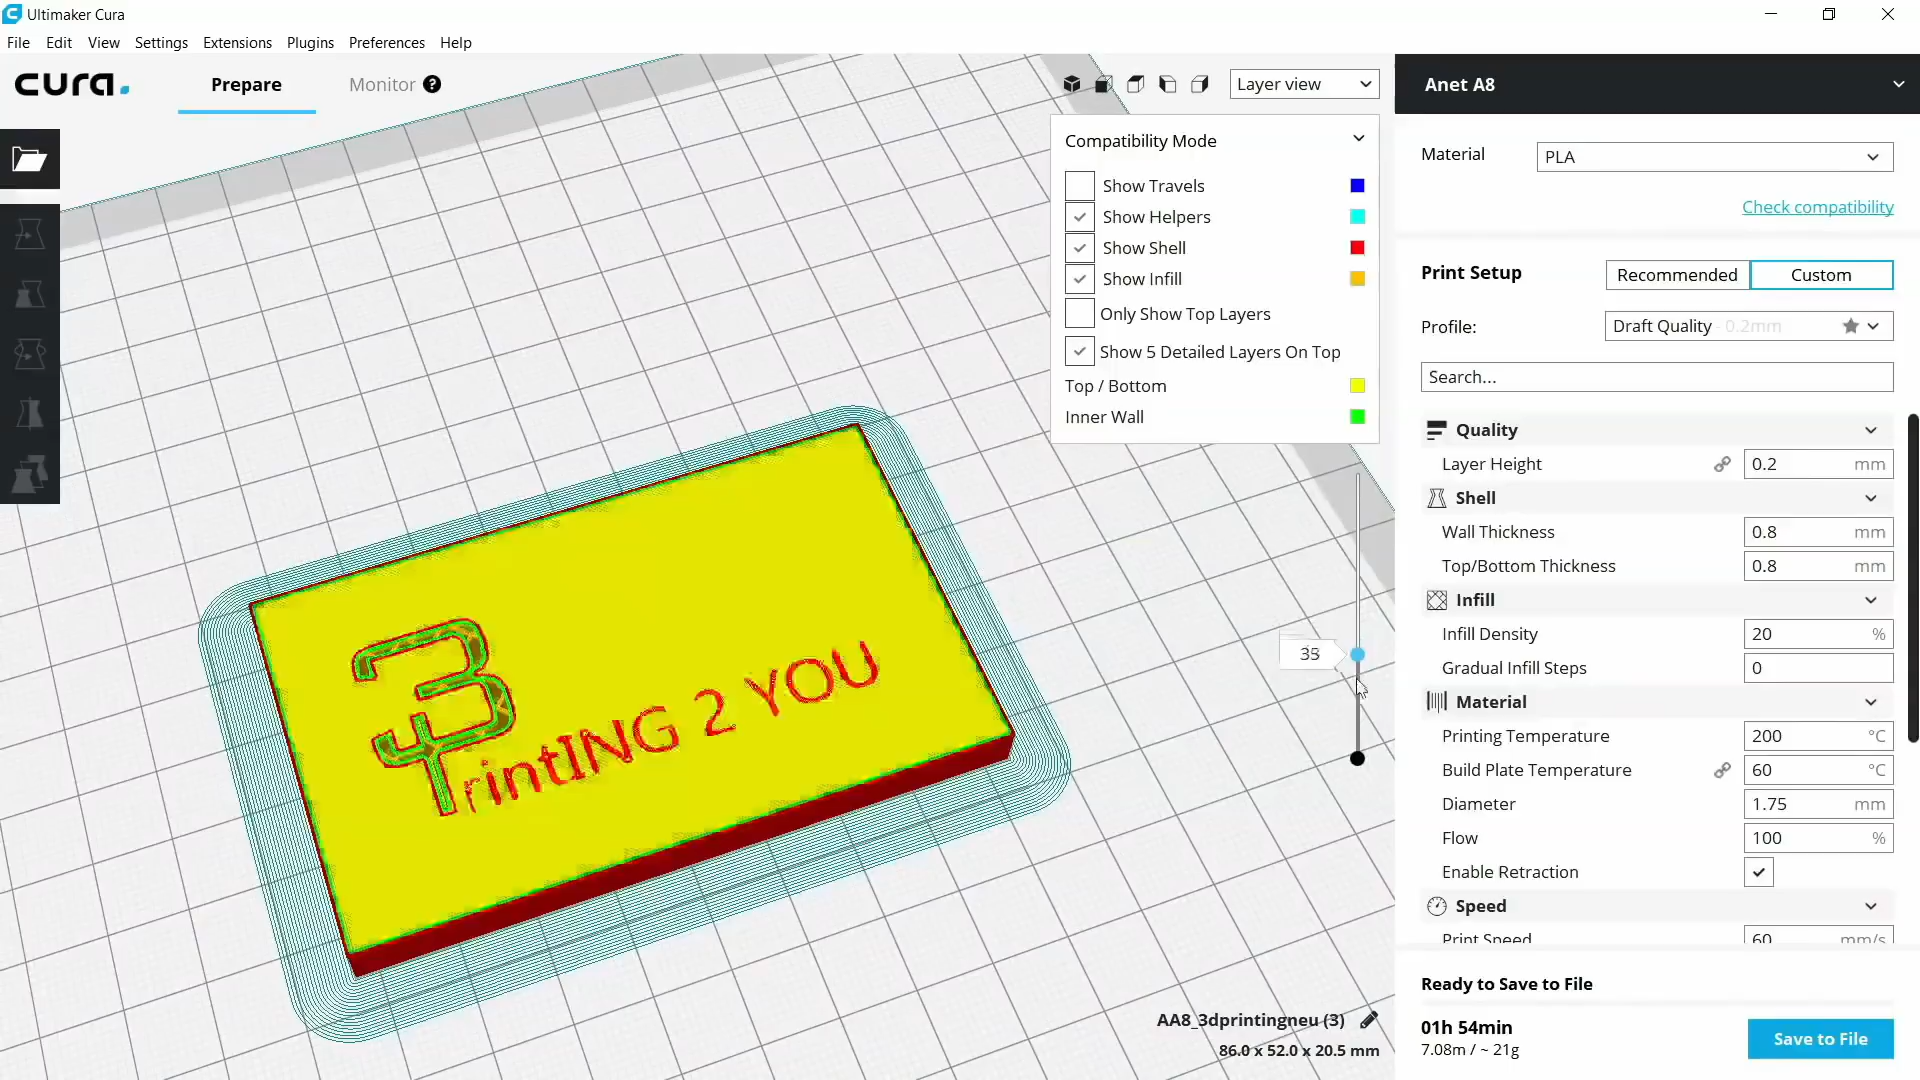 Ultimaker Cura
File Edit View Settings Extensions Plugins Preferences Help
cura.
Prepare
Monitor ?
Layer view
Compatibility Mode
Show Travels
Show Helpers
Show Shell
Show Infill
Only Show Top Layers
Show 5 Detailed Layers On Top
Top / Bottom
Inner Wall
3
rintING 2 YOU
AA8_3dprintingneu (3)
86.0 x 52.0 x 20.5 mm
Anet A8
Material PLA
Check compatibility
Print Setup Recommended Custom
Profile: Draft Quality - 0.2mm
Search...
Quality
Layer Height 0.2 mm
Shell
Wall Thickness 0.8 mm
Top/Bottom Thickness 0.8 mm
Infill
Infill Density 20 %
Gradual Infill Steps 0
Material
Printing Temperature 200 °C
Build Plate Temperature 60 °C
Diameter 1.75 mm
Flow 100 %
Enable Retraction
Speed
Print Speed 60 mm/s
Ready to Save to File
01h 54min
7.08m / ~ 21g
Save to File